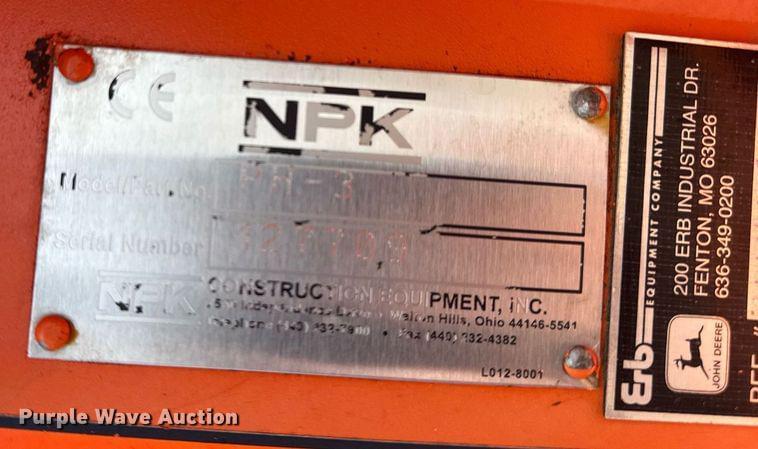 CE
NPK
Model/Part No. PH-3
Serial Number
NPK CONSTRUCTION EQUIPMENT, INC.
Walton Hills, Ohio 44146-5541
Telephone • Fax (440) 232-4382
L012-8001
Erb
EQUIPMENT COMPANY
200 ERB INDUSTRIAL DR.
FENTON, MO 63026
636-349-0200
JOHN DEERE
Purple Wave Auction